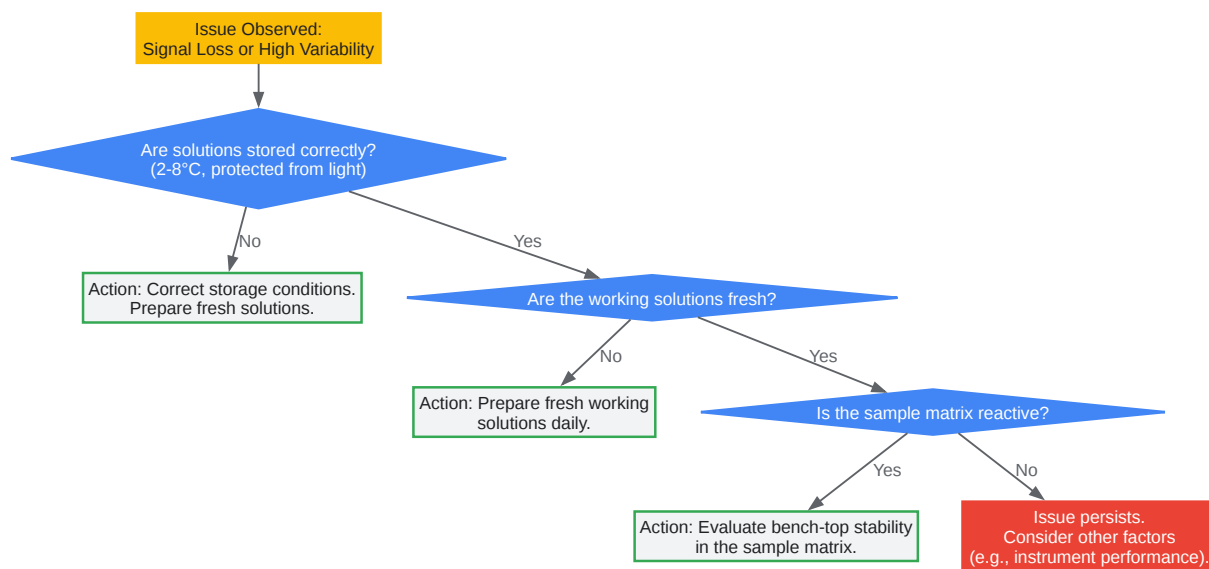 Issue Observed:
Signal Loss or High Variability
Are solutions stored correctly?
(2-8°C, protected from light)
No
Yes
Action: Correct storage conditions.
Prepare fresh solutions.
Are the working solutions fresh?
No
Yes
Action: Prepare fresh working
solutions daily.
Is the sample matrix reactive?
Yes
No
Action: Evaluate bench-top stability
in the sample matrix.
Issue persists.
Consider other factors
(e.g., instrument performance).